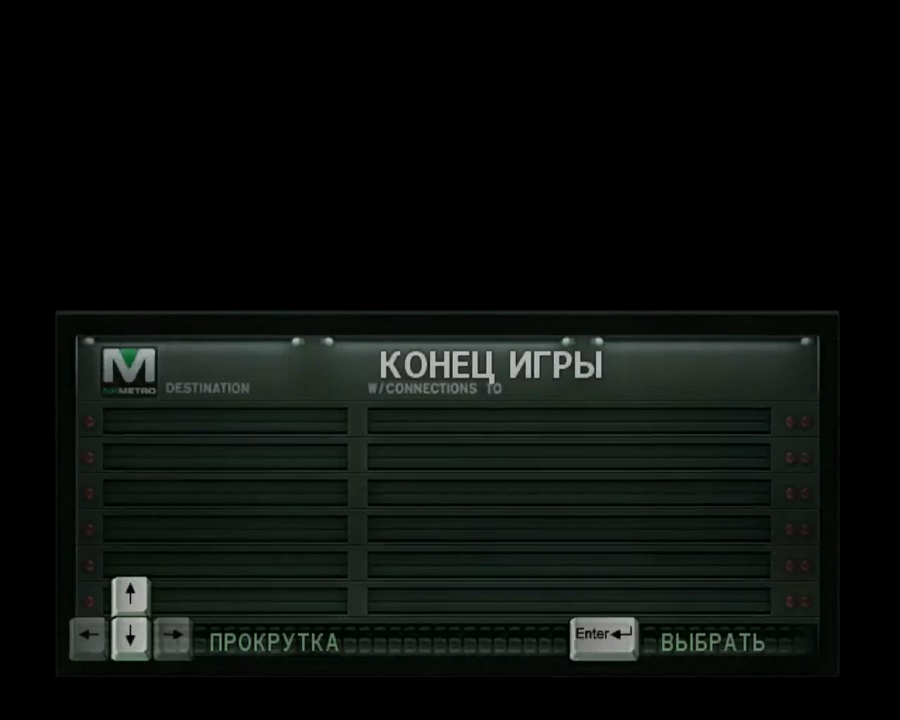 КОНЕЦ ИГРЫ
M
METRO
DESTINATION
W/CONNECTIONS TO
ПРОКРУТКА
Enter
ВЫБРАТЬ